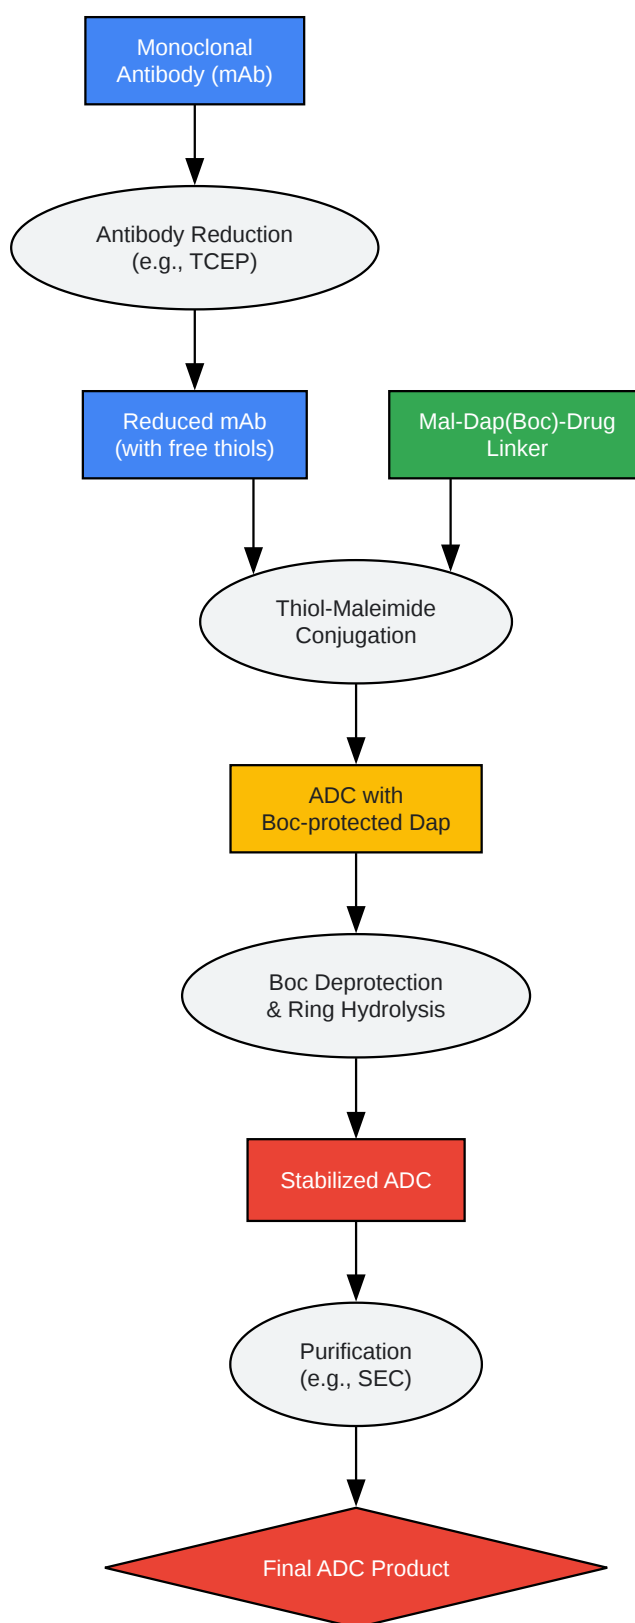 Monoclonal
Antibody (mAb)
Antibody Reduction
(e.g., TCEP)
Reduced mAb
(with free thiols)
Mal-Dap(Boc)-Drug
Linker
Thiol-Maleimide
Conjugation
ADC with
Boc-protected Dap
Boc Deprotection
& Ring Hydrolysis
Stabilized ADC
Purification
(e.g., SEC)
Final ADC Product